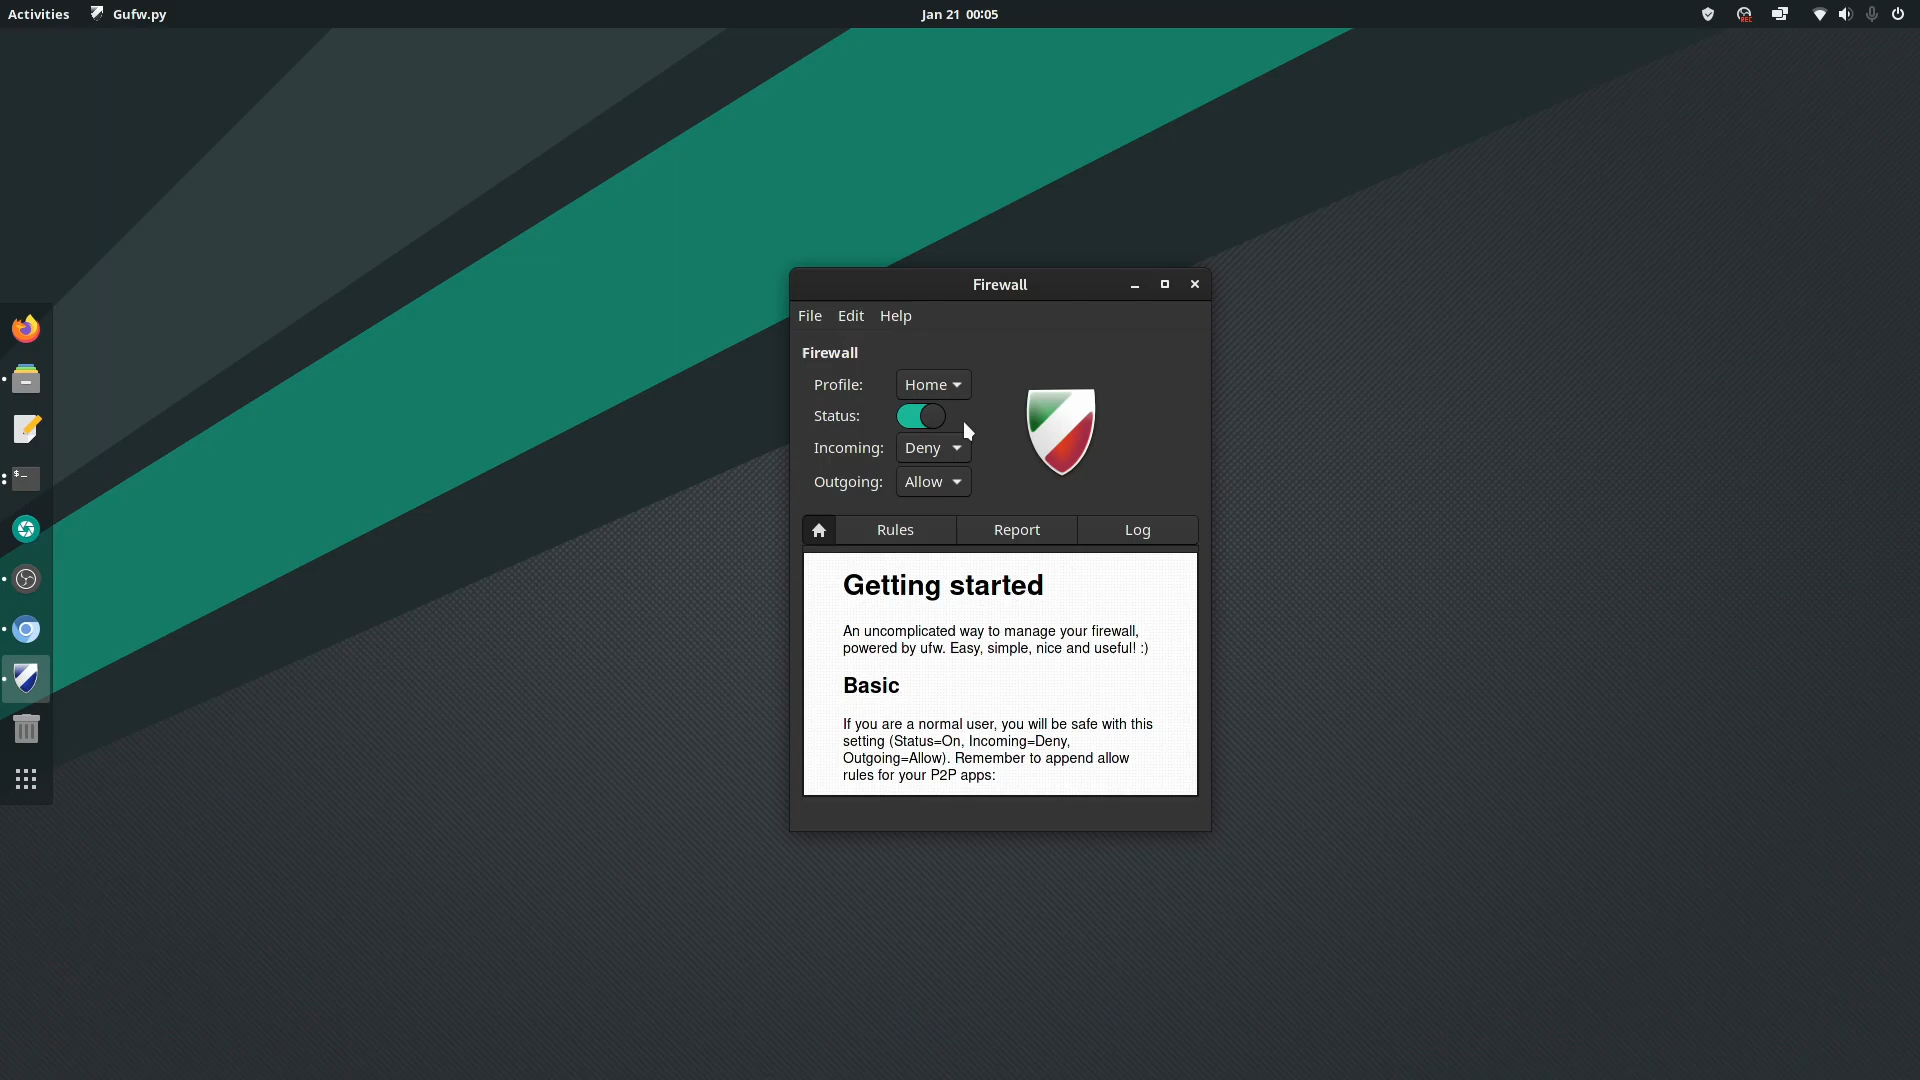 Activities Gufw.py Jan 21 00:05
REC
Firewall
File Edit Help
Firewall
Profile: Home
Status:
Incoming: Deny
Outgoing: Allow
Rules Report Log
Getting started
An uncomplicated way to manage your firewall,
powered by ufw. Easy, simple, nice and useful! :)
Basic
If you are a normal user, you will be safe with this
setting (Status=On, Incoming=Deny,
Outgoing=Allow). Remember to append allow
rules for your P2P apps:
$_